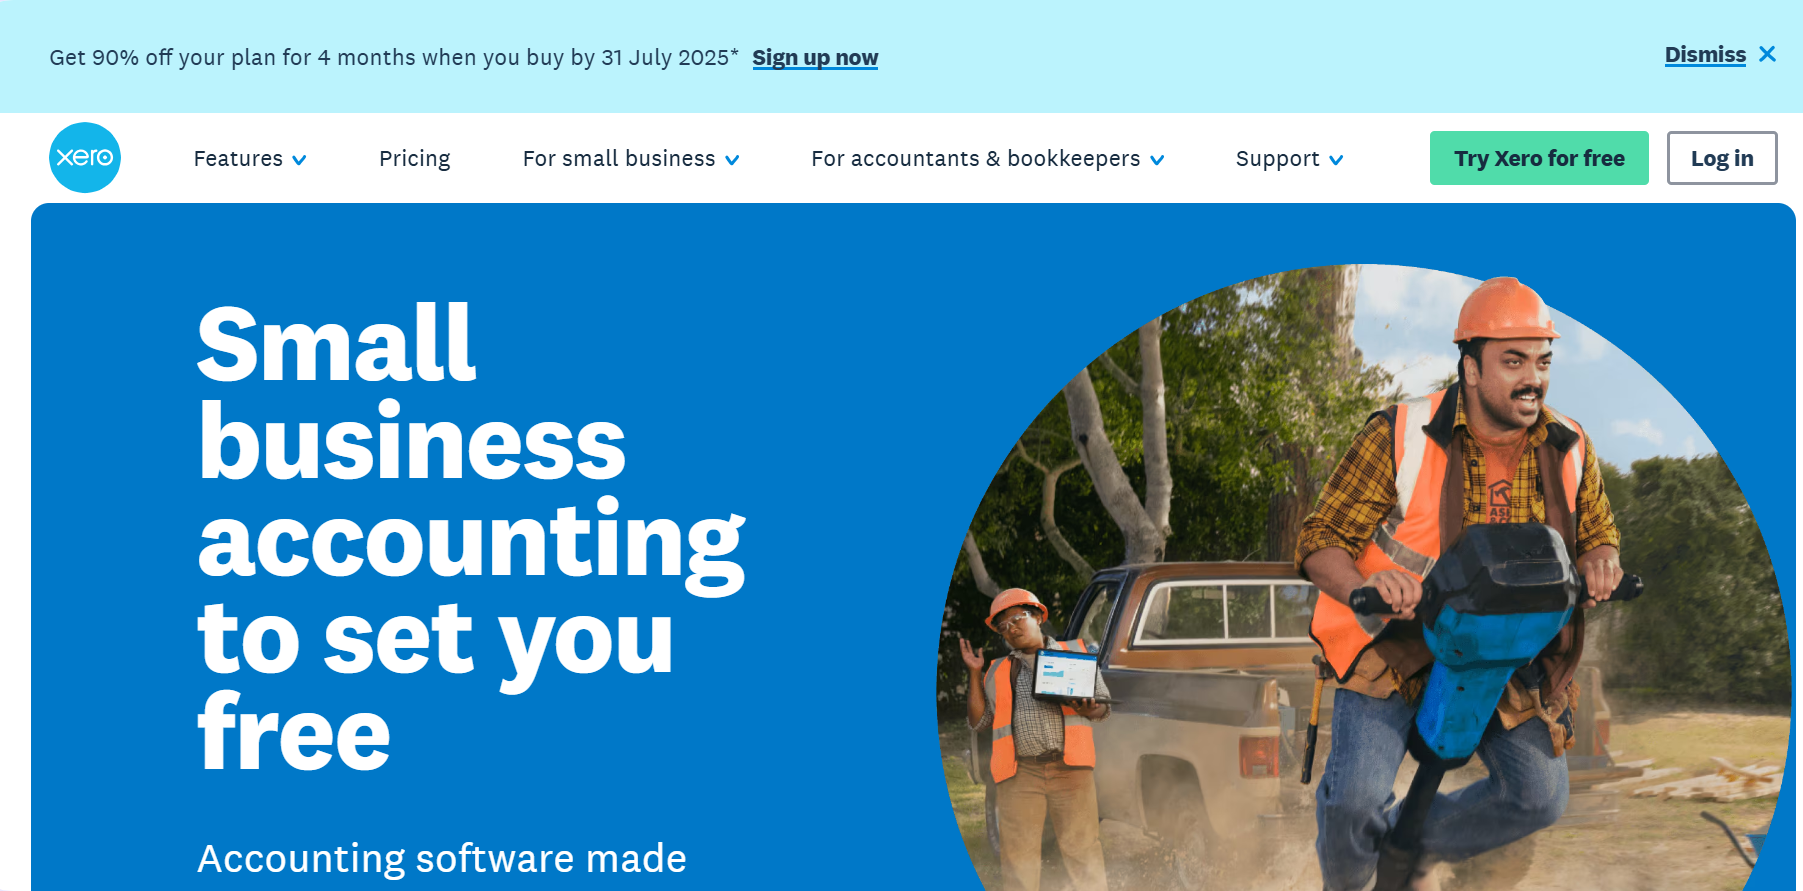 Get 90% off your plan for 4 months when you buy by 31 July 2025* Sign up now
Dismiss
xero
Features
Pricing
For small business
For accountants & bookkeepers
Support
Try Xero for free
Log in
Small
business
accounting
to set you
free
Accounting software made